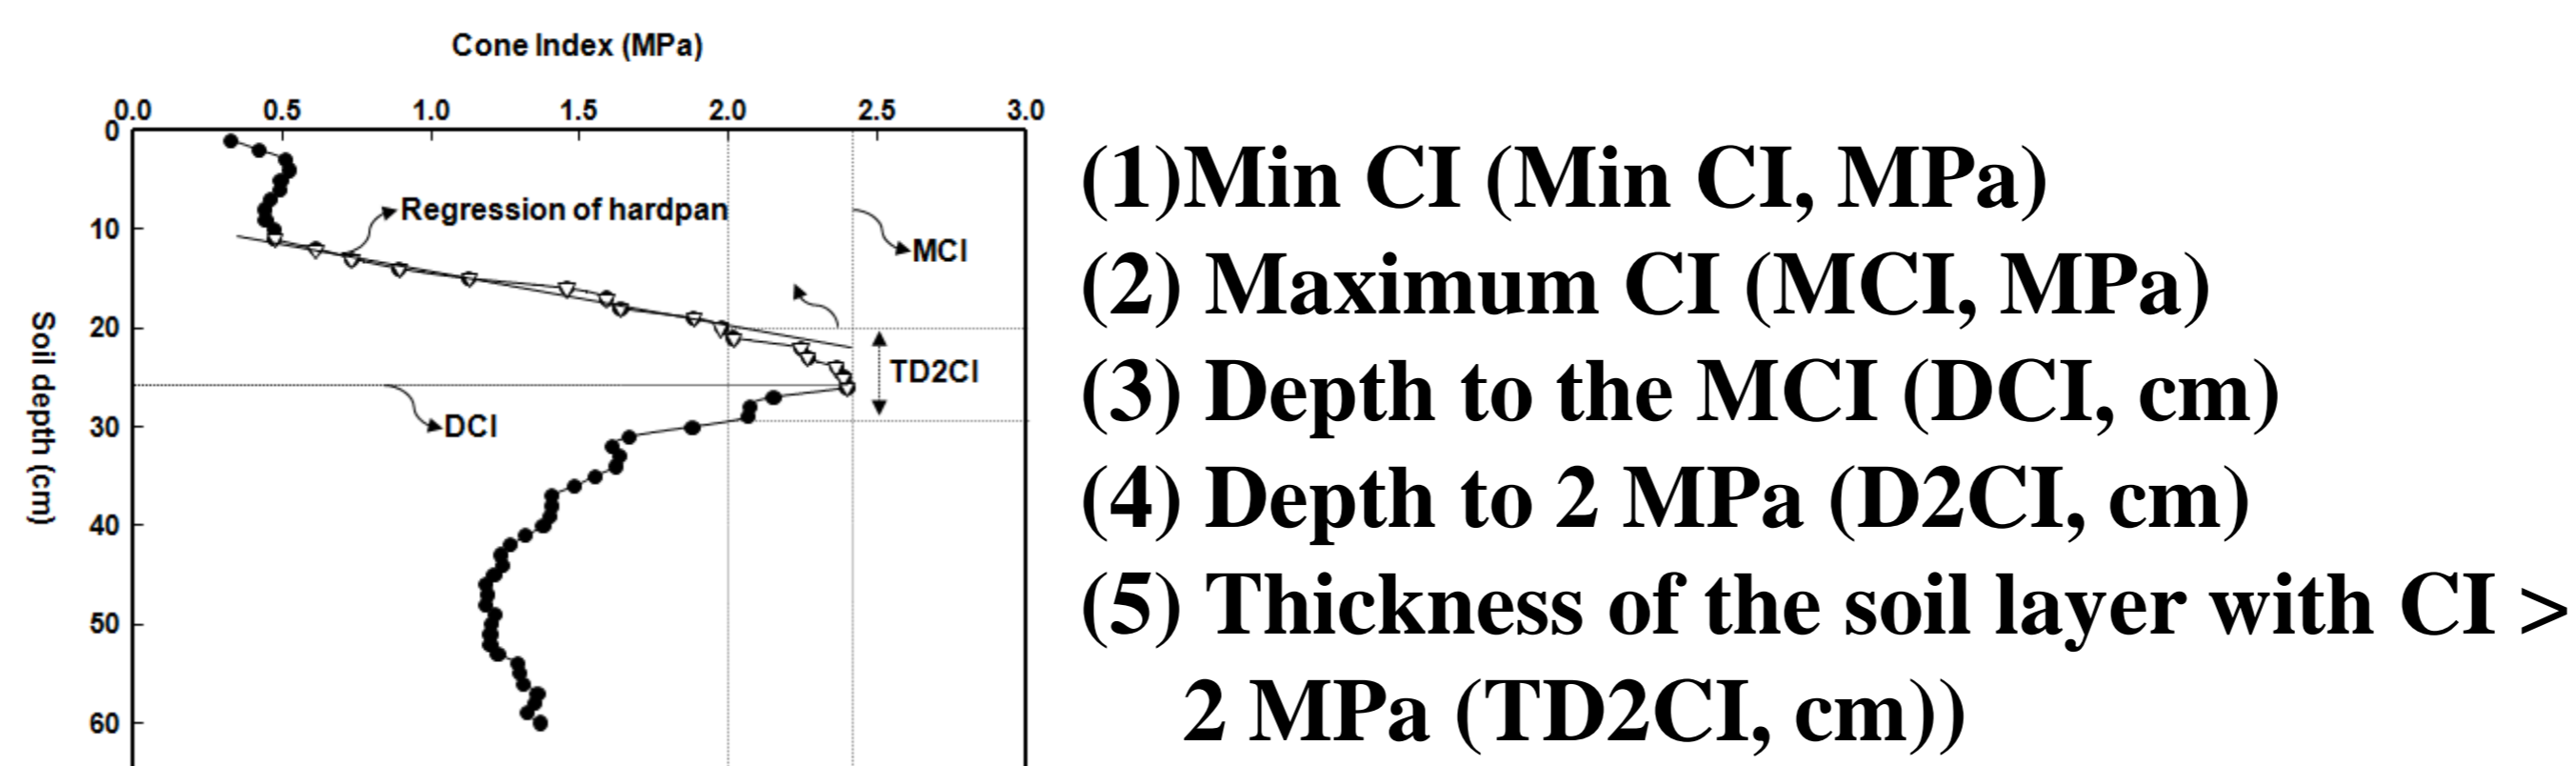 Cone Index (MPa)
0.0 0.5 1.0 1.5 2.0 2.5 3.0
0
10
20
30
40
50
60
Soil depth (cm)
Regression of hardpan
MCI
TD2CI
DCI
(1)Min CI (Min CI, MPa)
(2) Maximum CI (MCI, MPa)
(3) Depth to the MCI (DCI, cm)
(4) Depth to 2 MPa (D2CI, cm)
(5) Thickness of the soil layer with CI >
2 MPa (TD2CI, cm))